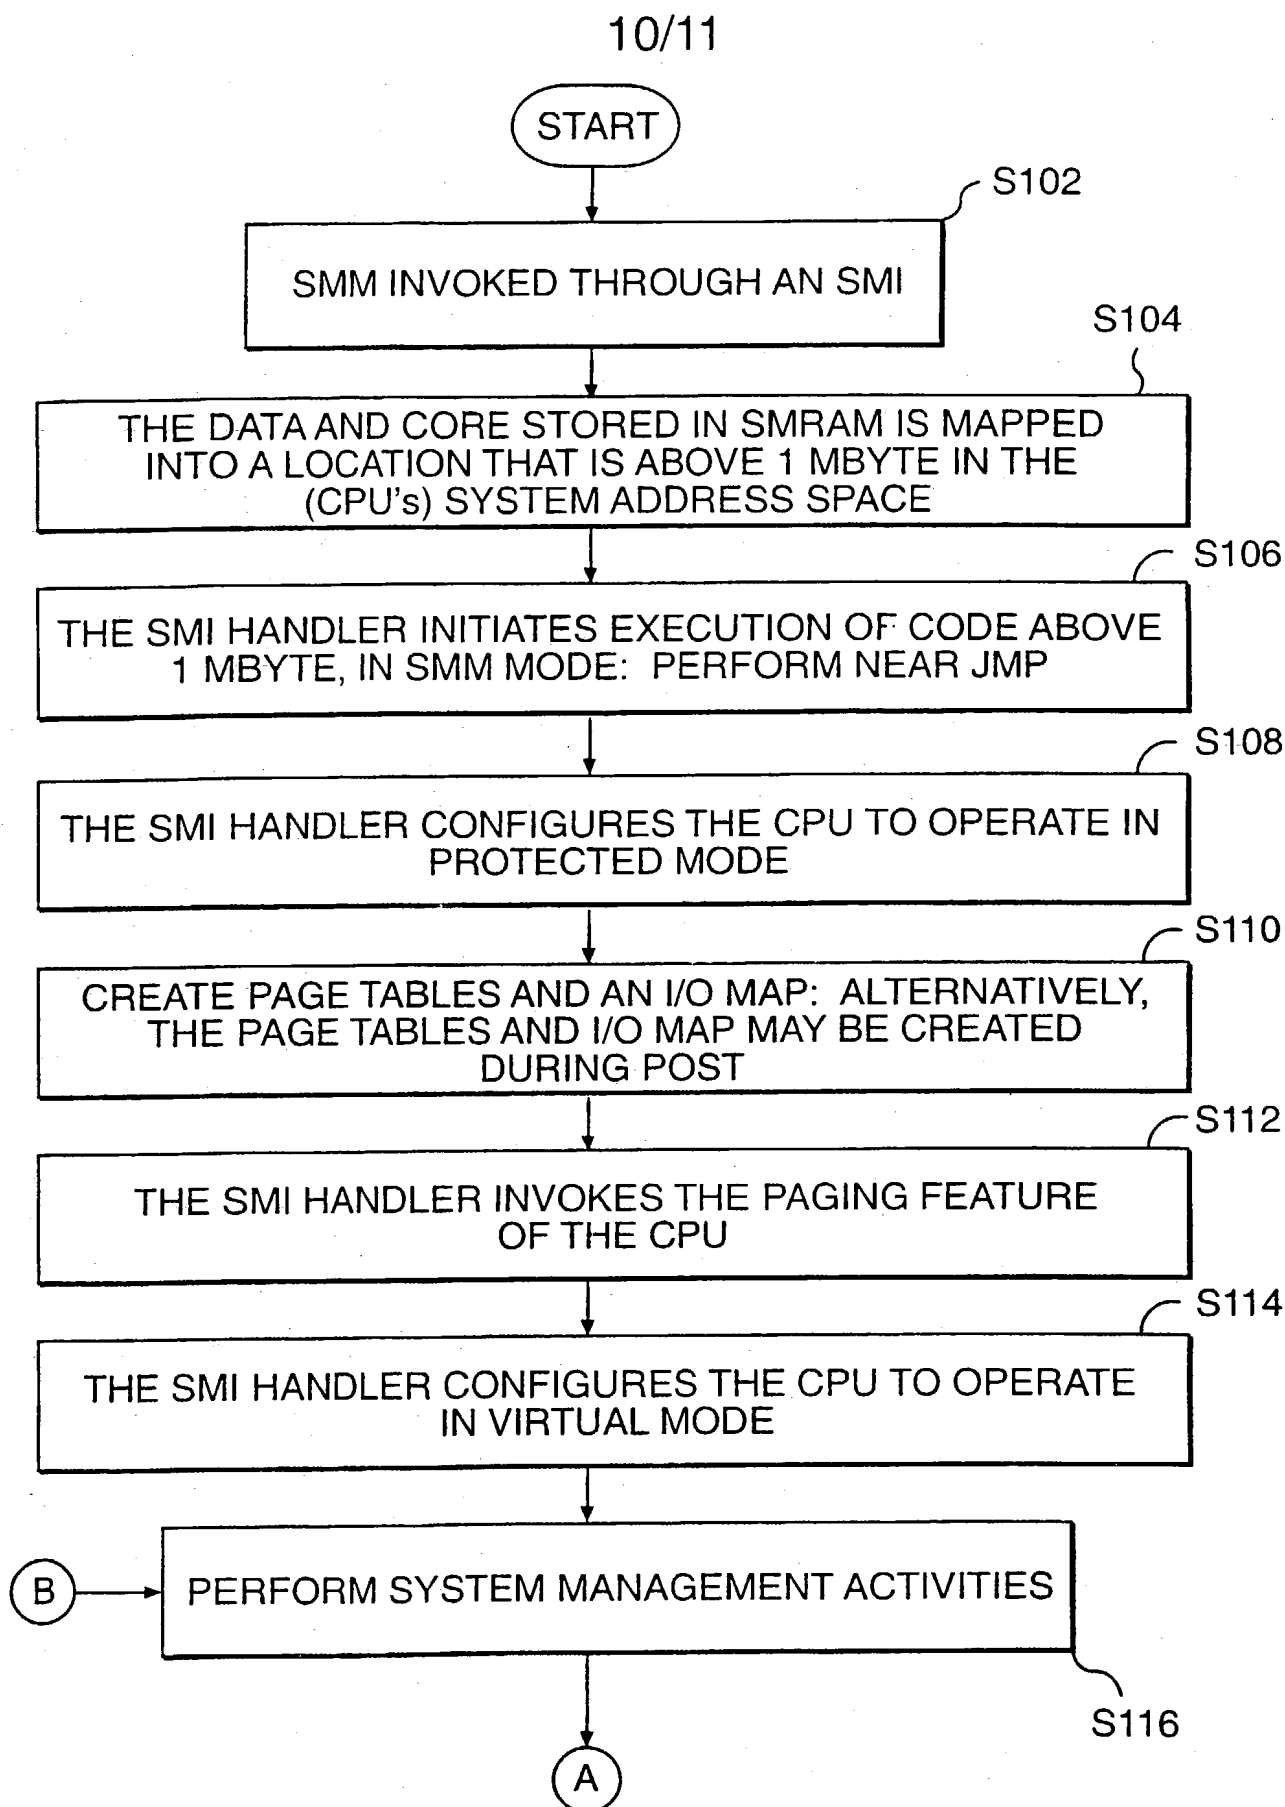 10/11
START
S102
SMM INVOKED THROUGH AN SMI
S104
THE DATA AND CORE STORED IN SMRAM IS MAPPED
INTO A LOCATION THAT IS ABOVE 1 MBYTE IN THE
(CPU's) SYSTEM ADDRESS SPACE
S106
THE SMI HANDLER INITIATES EXECUTION OF CODE ABOVE
1 MBYTE, IN SMM MODE: PERFORM NEAR JMP
S108
THE SMI HANDLER CONFIGURES THE CPU TO OPERATE IN
PROTECTED MODE
S110
CREATE PAGE TABLES AND AN I/O MAP: ALTERNATIVELY,
THE PAGE TABLES AND I/O MAP MAY BE CREATED
DURING POST
S112
THE SMI HANDLER INVOKES THE PAGING FEATURE
OF THE CPU
S114
THE SMI HANDLER CONFIGURES THE CPU TO OPERATE
IN VIRTUAL MODE
B
PERFORM SYSTEM MANAGEMENT ACTIVITIES
S116
A